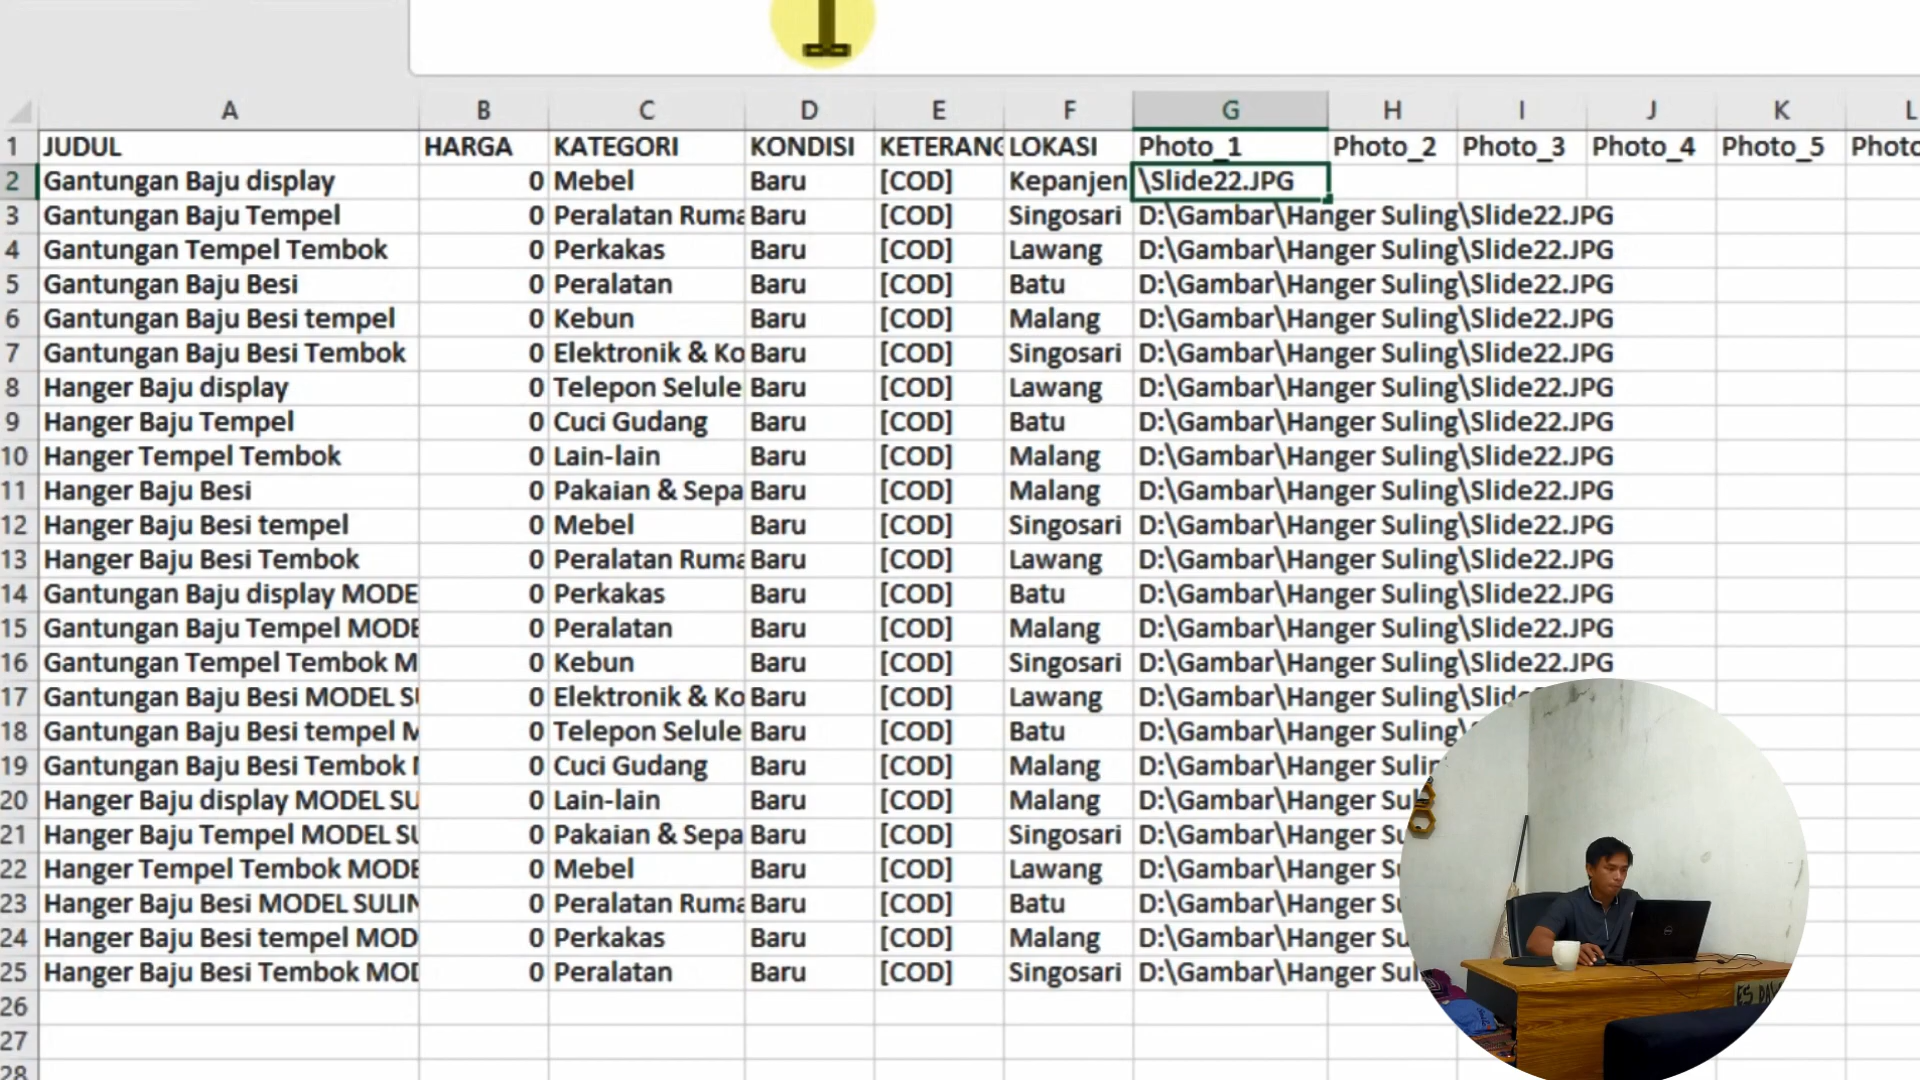 A B C D E F G H I J K L
1 JUDUL HARGA KATEGORI KONDISI KETERANG LOKASI Photo_1 Photo_2 Photo_3 Photo_4 Photo_5 Photo
2 Gantungan Baju display 0 Mebel Baru [COD] Kepanjen \Slide22.JPG
3 Gantungan Baju Tempel 0 Peralatan Ruma Baru [COD] Singosari D:\Gambar\Hanger Suling\Slide22.JPG
4 Gantungan Tempel Tembok 0 Perkakas Baru [COD] Lawang D:\Gambar\Hanger Suling\Slide22.JPG
5 Gantungan Baju Besi 0 Peralatan Baru [COD] Batu D:\Gambar\Hanger Suling\Slide22.JPG
6 Gantungan Baju Besi tempel 0 Kebun Baru [COD] Malang D:\Gambar\Hanger Suling\Slide22.JPG
7 Gantungan Baju Besi Tembok 0 Elektronik & Ko Baru [COD] Singosari D:\Gambar\Hanger Suling\Slide22.JPG
8 Hanger Baju display 0 Telepon Selule Baru [COD] Lawang D:\Gambar\Hanger Suling\Slide22.JPG
9 Hanger Baju Tempel 0 Cuci Gudang Baru [COD] Batu D:\Gambar\Hanger Suling\Slide22.JPG
10 Hanger Tempel Tembok 0 Lain-lain Baru [COD] Malang D:\Gambar\Hanger Suling\Slide22.JPG
11 Hanger Baju Besi 0 Pakaian & Sepa Baru [COD] Malang D:\Gambar\Hanger Suling\Slide22.JPG
12 Hanger Baju Besi tempel 0 Mebel Baru [COD] Singosari D:\Gambar\Hanger Suling\Slide22.JPG
13 Hanger Baju Besi Tembok 0 Peralatan Ruma Baru [COD] Lawang D:\Gambar\Hanger Suling\Slide22.JPG
14 Gantungan Baju display MODE 0 Perkakas Baru [COD] Batu D:\Gambar\Hanger Suling\Slide22.JPG
15 Gantungan Baju Tempel MODE 0 Peralatan Baru [COD] Malang D:\Gambar\Hanger Suling\Slide22.JPG
16 Gantungan Tempel Tembok M 0 Kebun Baru [COD] Singosari D:\Gambar\Hanger Suling\Slide22.JPG
17 Gantungan Baju Besi MODEL SU 0 Elektronik & Ko Baru [COD] Lawang D:\Gambar\Hanger Suling\Slide
18 Gantungan Baju Besi tempel M 0 Telepon Selule Baru [COD] Batu D:\Gambar\Hanger Suling\
19 Gantungan Baju Besi Tembok 0 Cuci Gudang Baru [COD] Malang D:\Gambar\Hanger Sulin
20 Hanger Baju display MODEL SU 0 Lain-lain Baru [COD] Malang D:\Gambar\Hanger Sul
21 Hanger Baju Tempel MODEL SU 0 Pakaian & Sepa Baru [COD] Singosari D:\Gambar\Hanger Su
22 Hanger Tempel Tembok MODE 0 Mebel Baru [COD] Lawang D:\Gambar\Hanger S
23 Hanger Baju Besi MODEL SULIN 0 Peralatan Ruma Baru [COD] Batu D:\Gambar\Hanger S
24 Hanger Baju Besi tempel MOD 0 Perkakas Baru [COD] Malang D:\Gambar\Hanger Su
25 Hanger Baju Besi Tembok MOD 0 Peralatan Baru [COD] Singosari D:\Gambar\Hanger Sul
26
27
28